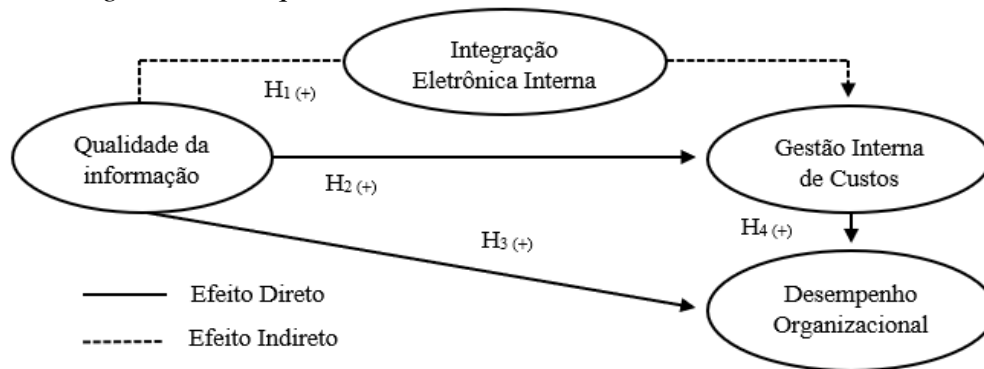 Integração
Eletrônica Interna
H1 (+)
Qualidade da
informação
Gestão Interna
de Custos
H2 (+)
H3 (+)
H4 (+)
Efeito Direto
Desempenho
Organizacional
Efeito Indireto